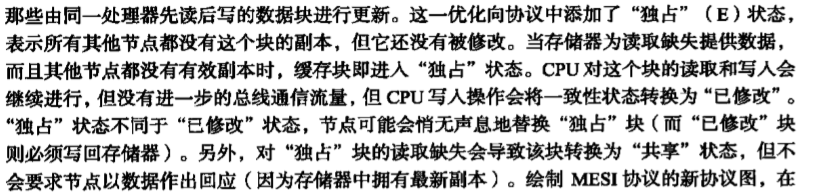 那些由同一处理器先读后写的数据块进行更新。这一优化向协议中添加了“独占”（E）状态，
表示所有其他节点都没有这个块的副本，但它还没有被修改。当存储器为读取缺失提供数据，
而且其他节点都没有有效副本时，缓存块即进入“独占”状态。CPU对这个块的读取和写入会
继续进行，但没有进一步的总线通信流量，但CPU写入操作会将一致性状态转换为“已修改”。
“独占”状态不同于“已修改”状态，节点可能会悄无声息地替换“独占”块（而“已修改”块
则必须写回存储器）。另外，对“独占”块的读取缺失会导致该块转换为“共享”状态，但不
会要求节点以数据作出回应（因为存储器中拥有最新副本）。绘制 MESI 协议的新协议图，在